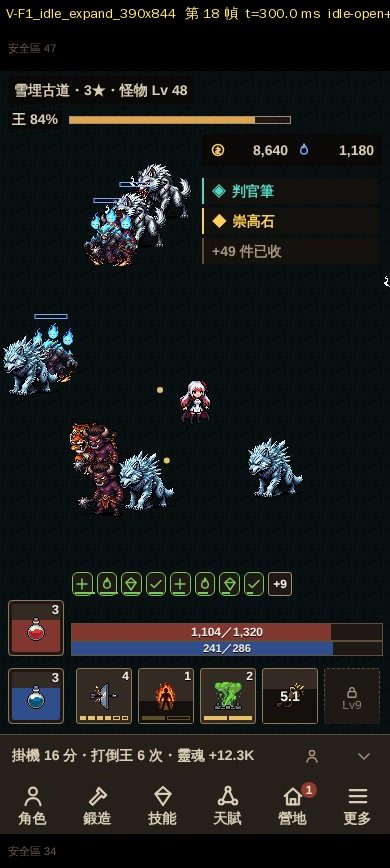 V-F1_idle_expand_390x844 第 18 幀 t=300.0 ms idle-open+
安全區 47
雪埋古道・3★・怪物 Lv 48
王 84%
8,640 1,180
判官筆
崇高石
+49 件已收
+9
3
1,104／1,320
241／286
3
4
1
2
5.1
Lv9
掛機 16 分・打倒王 6 次・靈魂 +12.3K
1
角色 鍛造 技能 天賦 營地 更多
安全區 34